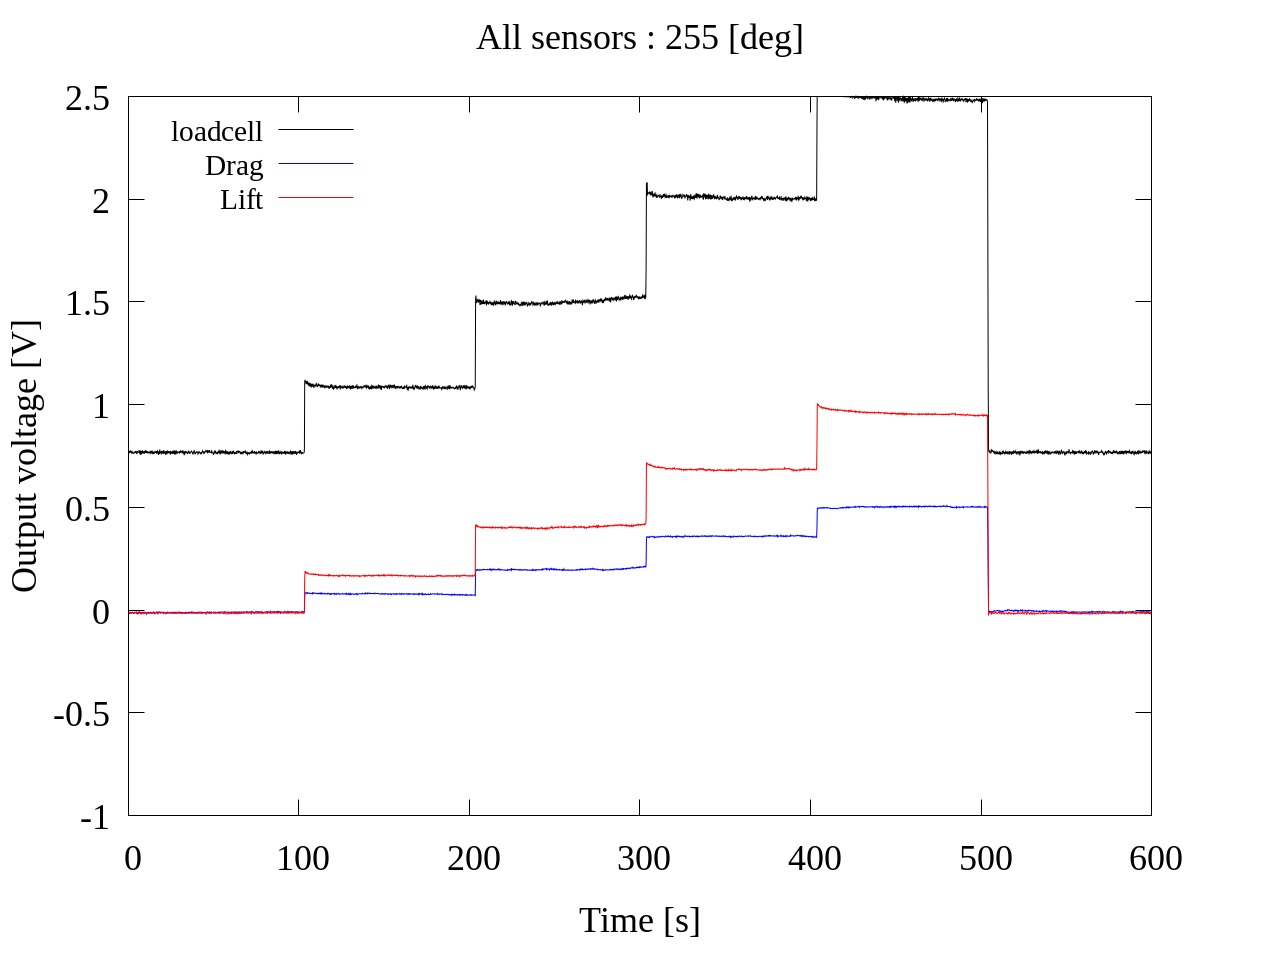 All sensors : 255 [deg]
2.5
2
1.5
1
0.5
0
-0.5
-1
loadcell
Drag
Lift
Output voltage [V]
0 100 200 300 400 500 600
Time [s]